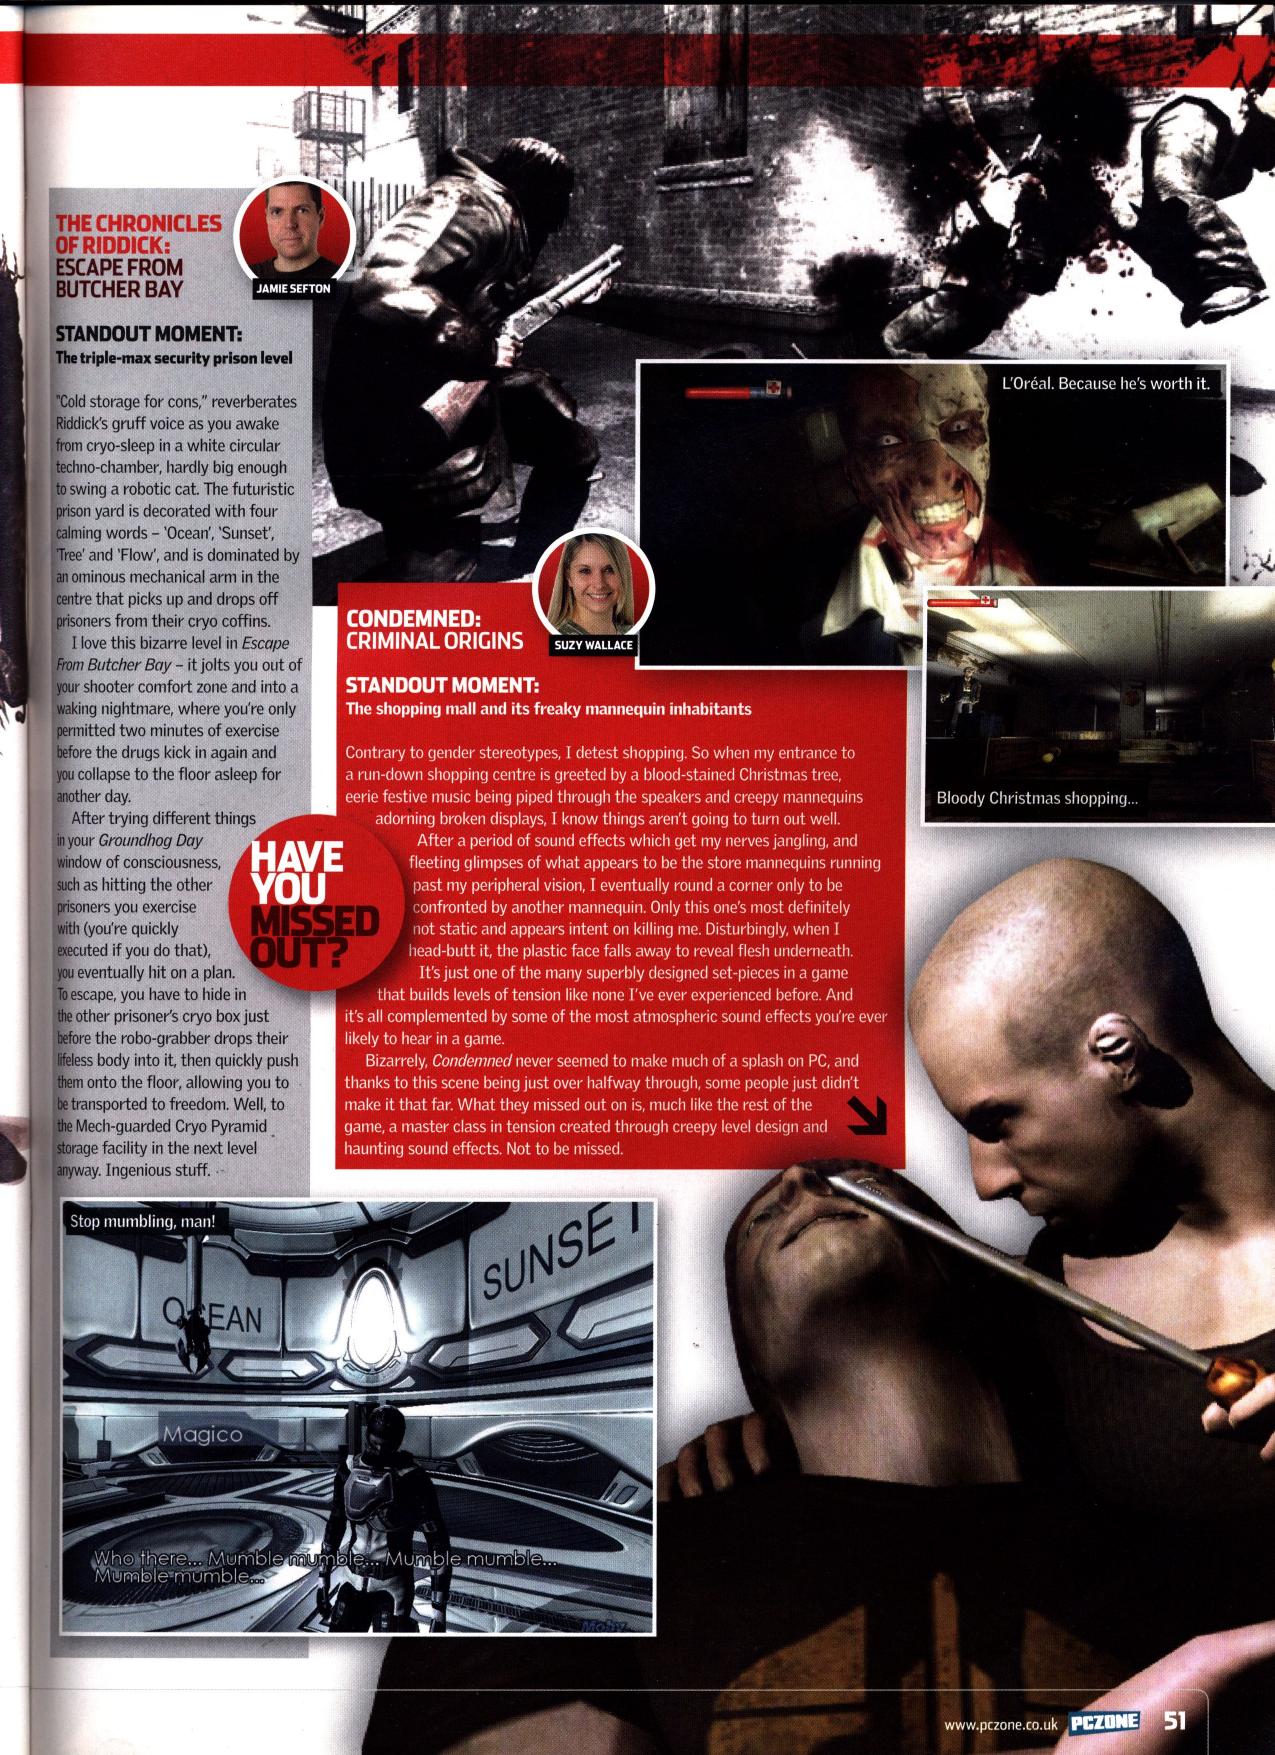 THE CHRONICLES
OF RIDDICK:
ESCAPE FROM
BUTCHER BAY
JAMIE SEFTON
STANDOUT MOMENT:
The triple-max security prison level
"Cold storage for cons," reverberates
Riddick's gruff voice as you awake
from cryo-sleep in a white circular
techno-chamber, hardly big enough
to swing a robotic cat. The futuristic
prison yard is decorated with four
calming words – 'Ocean', 'Sunset',
'Tree' and 'Flow', and is dominated by
an ominous mechanical arm in the
centre that picks up and drops off
prisoners from their cryo coffins.
I love this bizarre level in Escape
From Butcher Bay – it jolts you out of
your shooter comfort zone and into a
waking nightmare, where you're only
permitted two minutes of exercise
before the drugs kick in again and
you collapse to the floor asleep for
another day.
After trying different things
in your Groundhog Day
window of consciousness,
such as hitting the other
prisoners you exercise
with (you're quickly
executed if you do that),
you eventually hit on a plan.
To escape, you have to hide in
the other prisoner's cryo box just
before the robo-grabber drops their
lifeless body into it, then quickly push
them onto the floor, allowing you to
be transported to freedom. Well, to
the Mech-guarded Cryo Pyramid
storage facility in the next level
anyway. Ingenious stuff.
HAVE
YOU
MISSED
OUT?
CONDEMNED:
CRIMINAL ORIGINS
SUZY WALLACE
STANDOUT MOMENT:
The shopping mall and its freaky mannequin inhabitants
Contrary to gender stereotypes, I detest shopping. So when my entrance to
a run-down shopping centre is greeted by a blood-stained Christmas tree,
eerie festive music being piped through the speakers and creepy mannequins
adorning broken displays, I know things aren't going to turn out well.
After a period of sound effects which get my nerves jangling, and
fleeting glimpses of what appears to be the store mannequins running
past my peripheral vision, I eventually round a corner only to be
confronted by another mannequin. Only this one's most definitely
not static and appears intent on killing me. Disturbingly, when I
head-butt it, the plastic face falls away to reveal flesh underneath.
It's just one of the many superbly designed set-pieces in a game
that builds levels of tension like none I've ever experienced before. And
it's all complemented by some of the most atmospheric sound effects you're ever
likely to hear in a game.
Bizarrely, Condemned never seemed to make much of a splash on PC, and
thanks to this scene being just over halfway through, some people just didn't
make it that far. What they missed out on is, much like the rest of the
game, a master class in tension created through creepy level design and
haunting sound effects. Not to be missed.
L'Oréal. Because he's worth it.
Bloody Christmas shopping...
Stop mumbling, man!
OCEAN
SUNSET
Magico
Who there... Mumble mumble... Mumble mumble...
Mumble mumble...
Moby
www.pczone.co.uk PCZONE 51